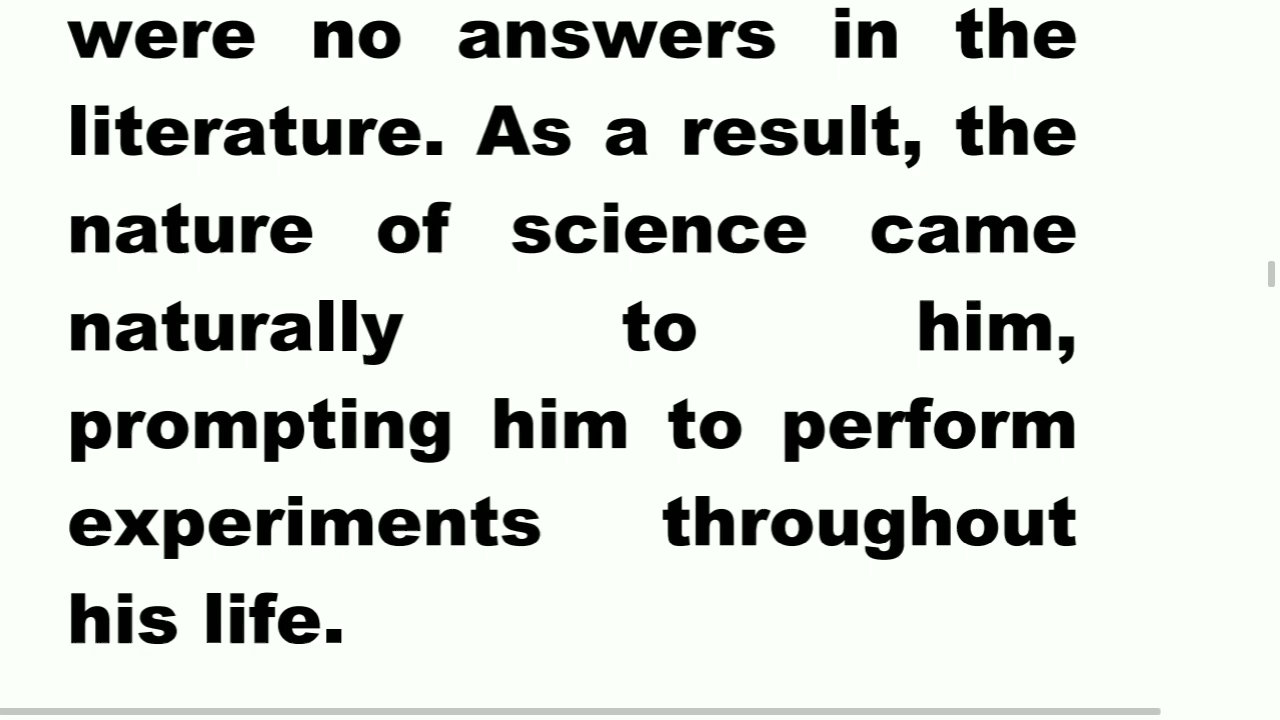 were no answers in the
literature. As a result, the
nature of science came
naturally to him,
prompting him to perform
experiments throughout
his life.